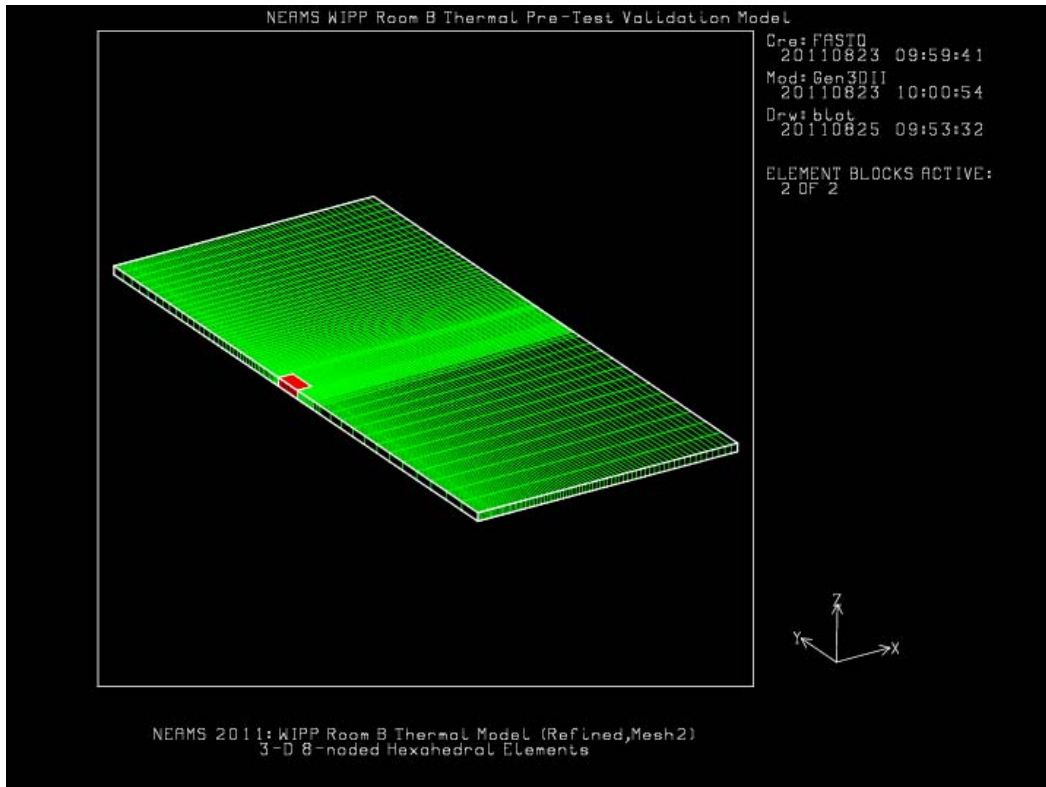 NEAMS WIPP Room B Thermal Pre-Test Validation Model
Cre: FASTQ
20110823 09:59:41
Mod: Gen3DII
20110823 10:00:54
Drw: blot
20110825 09:53:32
ELEMENT BLOCKS ACTIVE:
2 OF 2
Z
Y
X
NEAMS 2011: WIPP Room B Thermal Model (Refined,Mesh2)
3-D 8-noded Hexahedral Elements